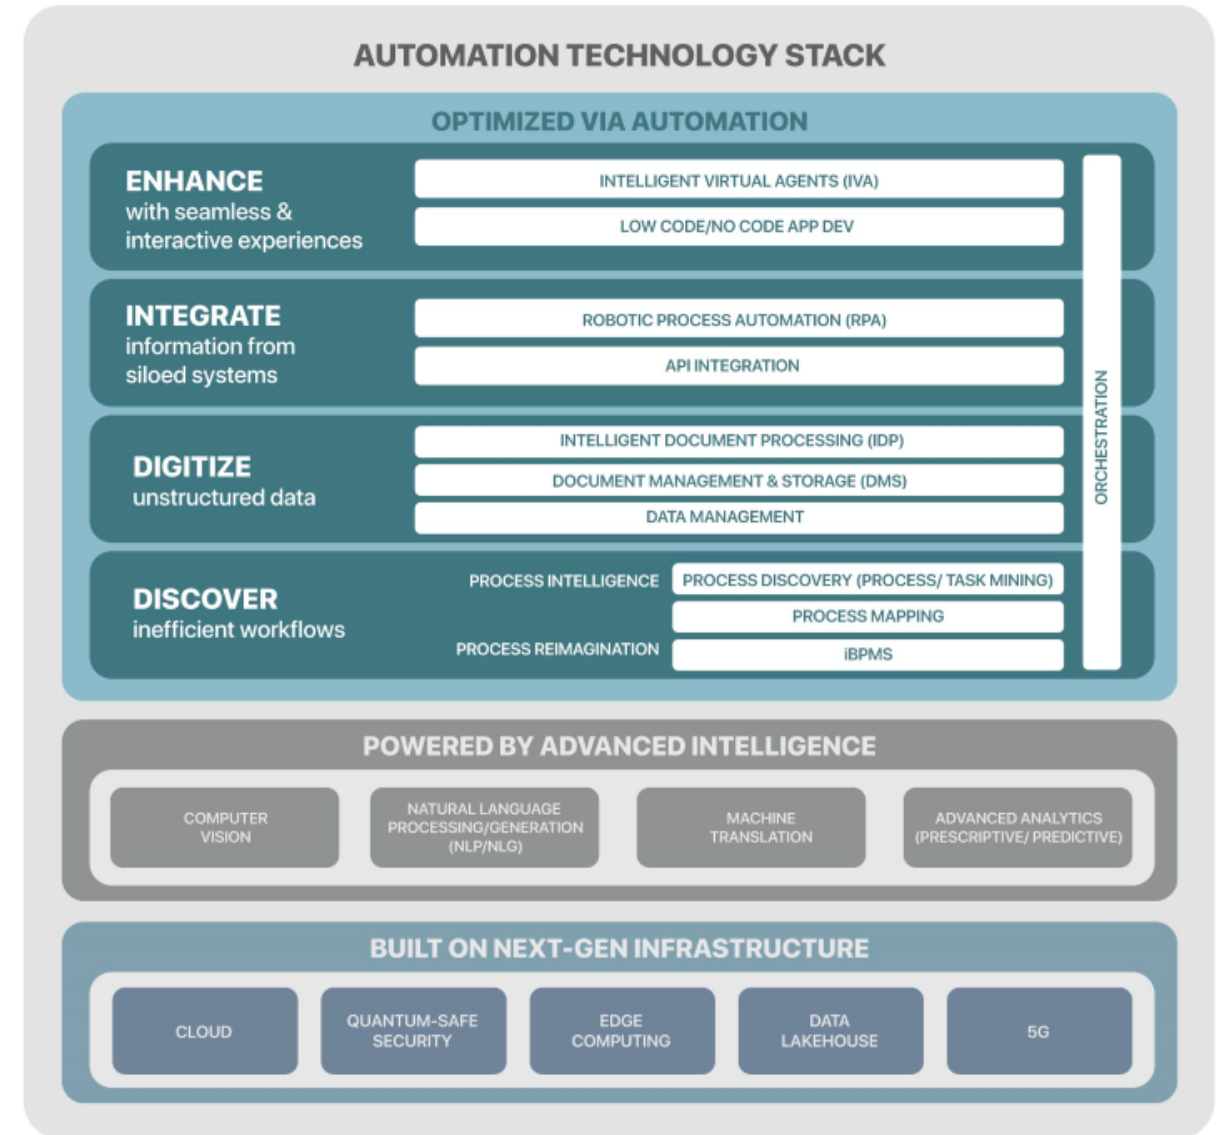 AUTOMATION TECHNOLOGY STACK
OPTIMIZED VIA AUTOMATION
ENHANCE
with seamless &
interactive experiences
INTELLIGENT VIRTUAL AGENTS (IVA)
LOW CODE/NO CODE APP DEV
INTEGRATE
information from
siloed systems
ROBOTIC PROCESS AUTOMATION (RPA)
API INTEGRATION
DIGITIZE
unstructured data
INTELLIGENT DOCUMENT PROCESSING (IDP)
DOCUMENT MANAGEMENT & STORAGE (DMS)
DATA MANAGEMENT
DISCOVER
inefficient workflows
PROCESS INTELLIGENCE
PROCESS DISCOVERY (PROCESS/ TASK MINING)
PROCESS MAPPING
PROCESS REIMAGINATION
iBPMS
ORCHESTRATION
POWERED BY ADVANCED INTELLIGENCE
COMPUTER
VISION
NATURAL LANGUAGE
PROCESSING/GENERATION
(NLP/NLG)
MACHINE
TRANSLATION
ADVANCED ANALYTICS
(PRESCRIPTIVE/ PREDICTIVE)
BUILT ON NEXT-GEN INFRASTRUCTURE
CLOUD
QUANTUM-SAFE
SECURITY
EDGE
COMPUTING
DATA
LAKEHOUSE
5G